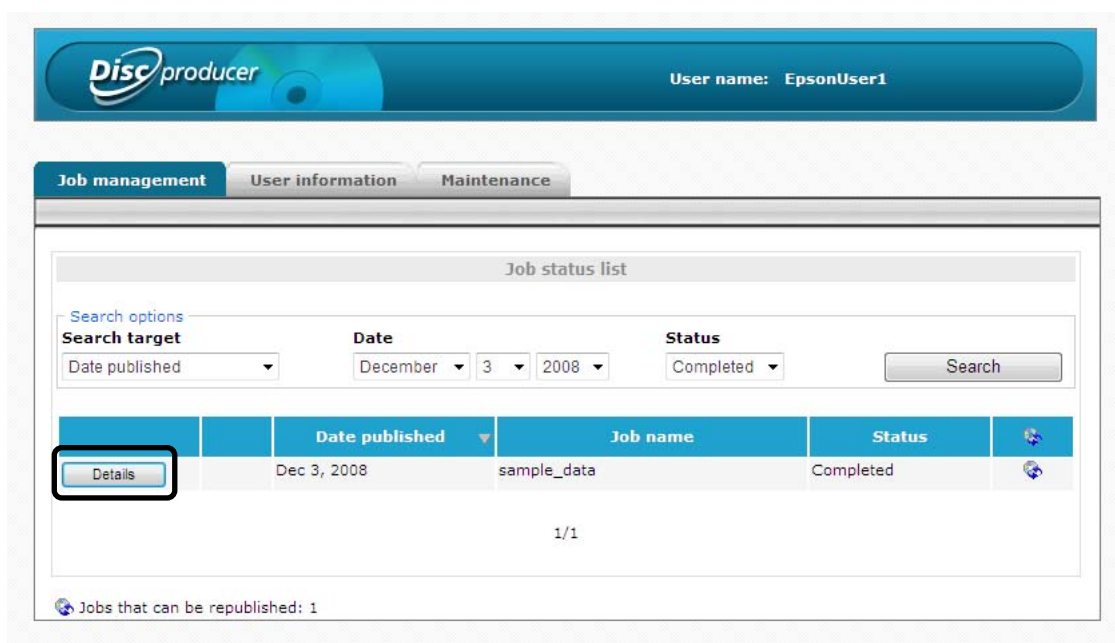 Disc producer
User name: EpsonUser1
Job management User information Maintenance
Job status list
Search options
Search target Date Status
Date published December 3 2008 Completed Search
Date published Job name Status
Details Dec 3, 2008 sample_data Completed
1/1
Jobs that can be republished: 1